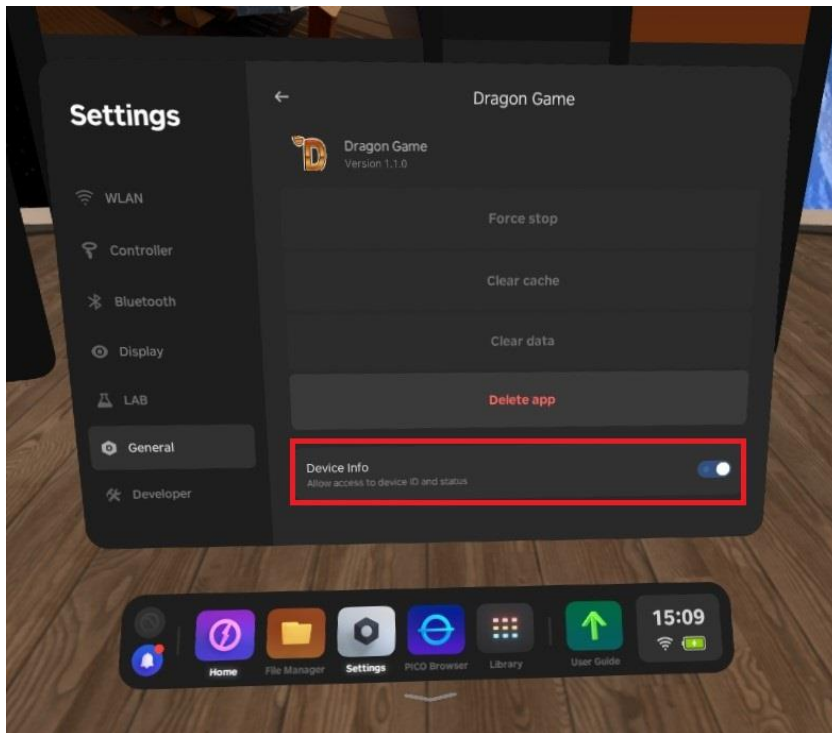 Settings
WLAN
Controller
Bluetooth
Display
LAB
General
Developer
Dragon Game
D
Dragon Game
Version 1.1.0
Force stop
Clear cache
Clear data
Delete app
Device Info
Allow access to device ID and status
Home
File Manager
Settings
PICO Browser
Library
User Guide
15:09